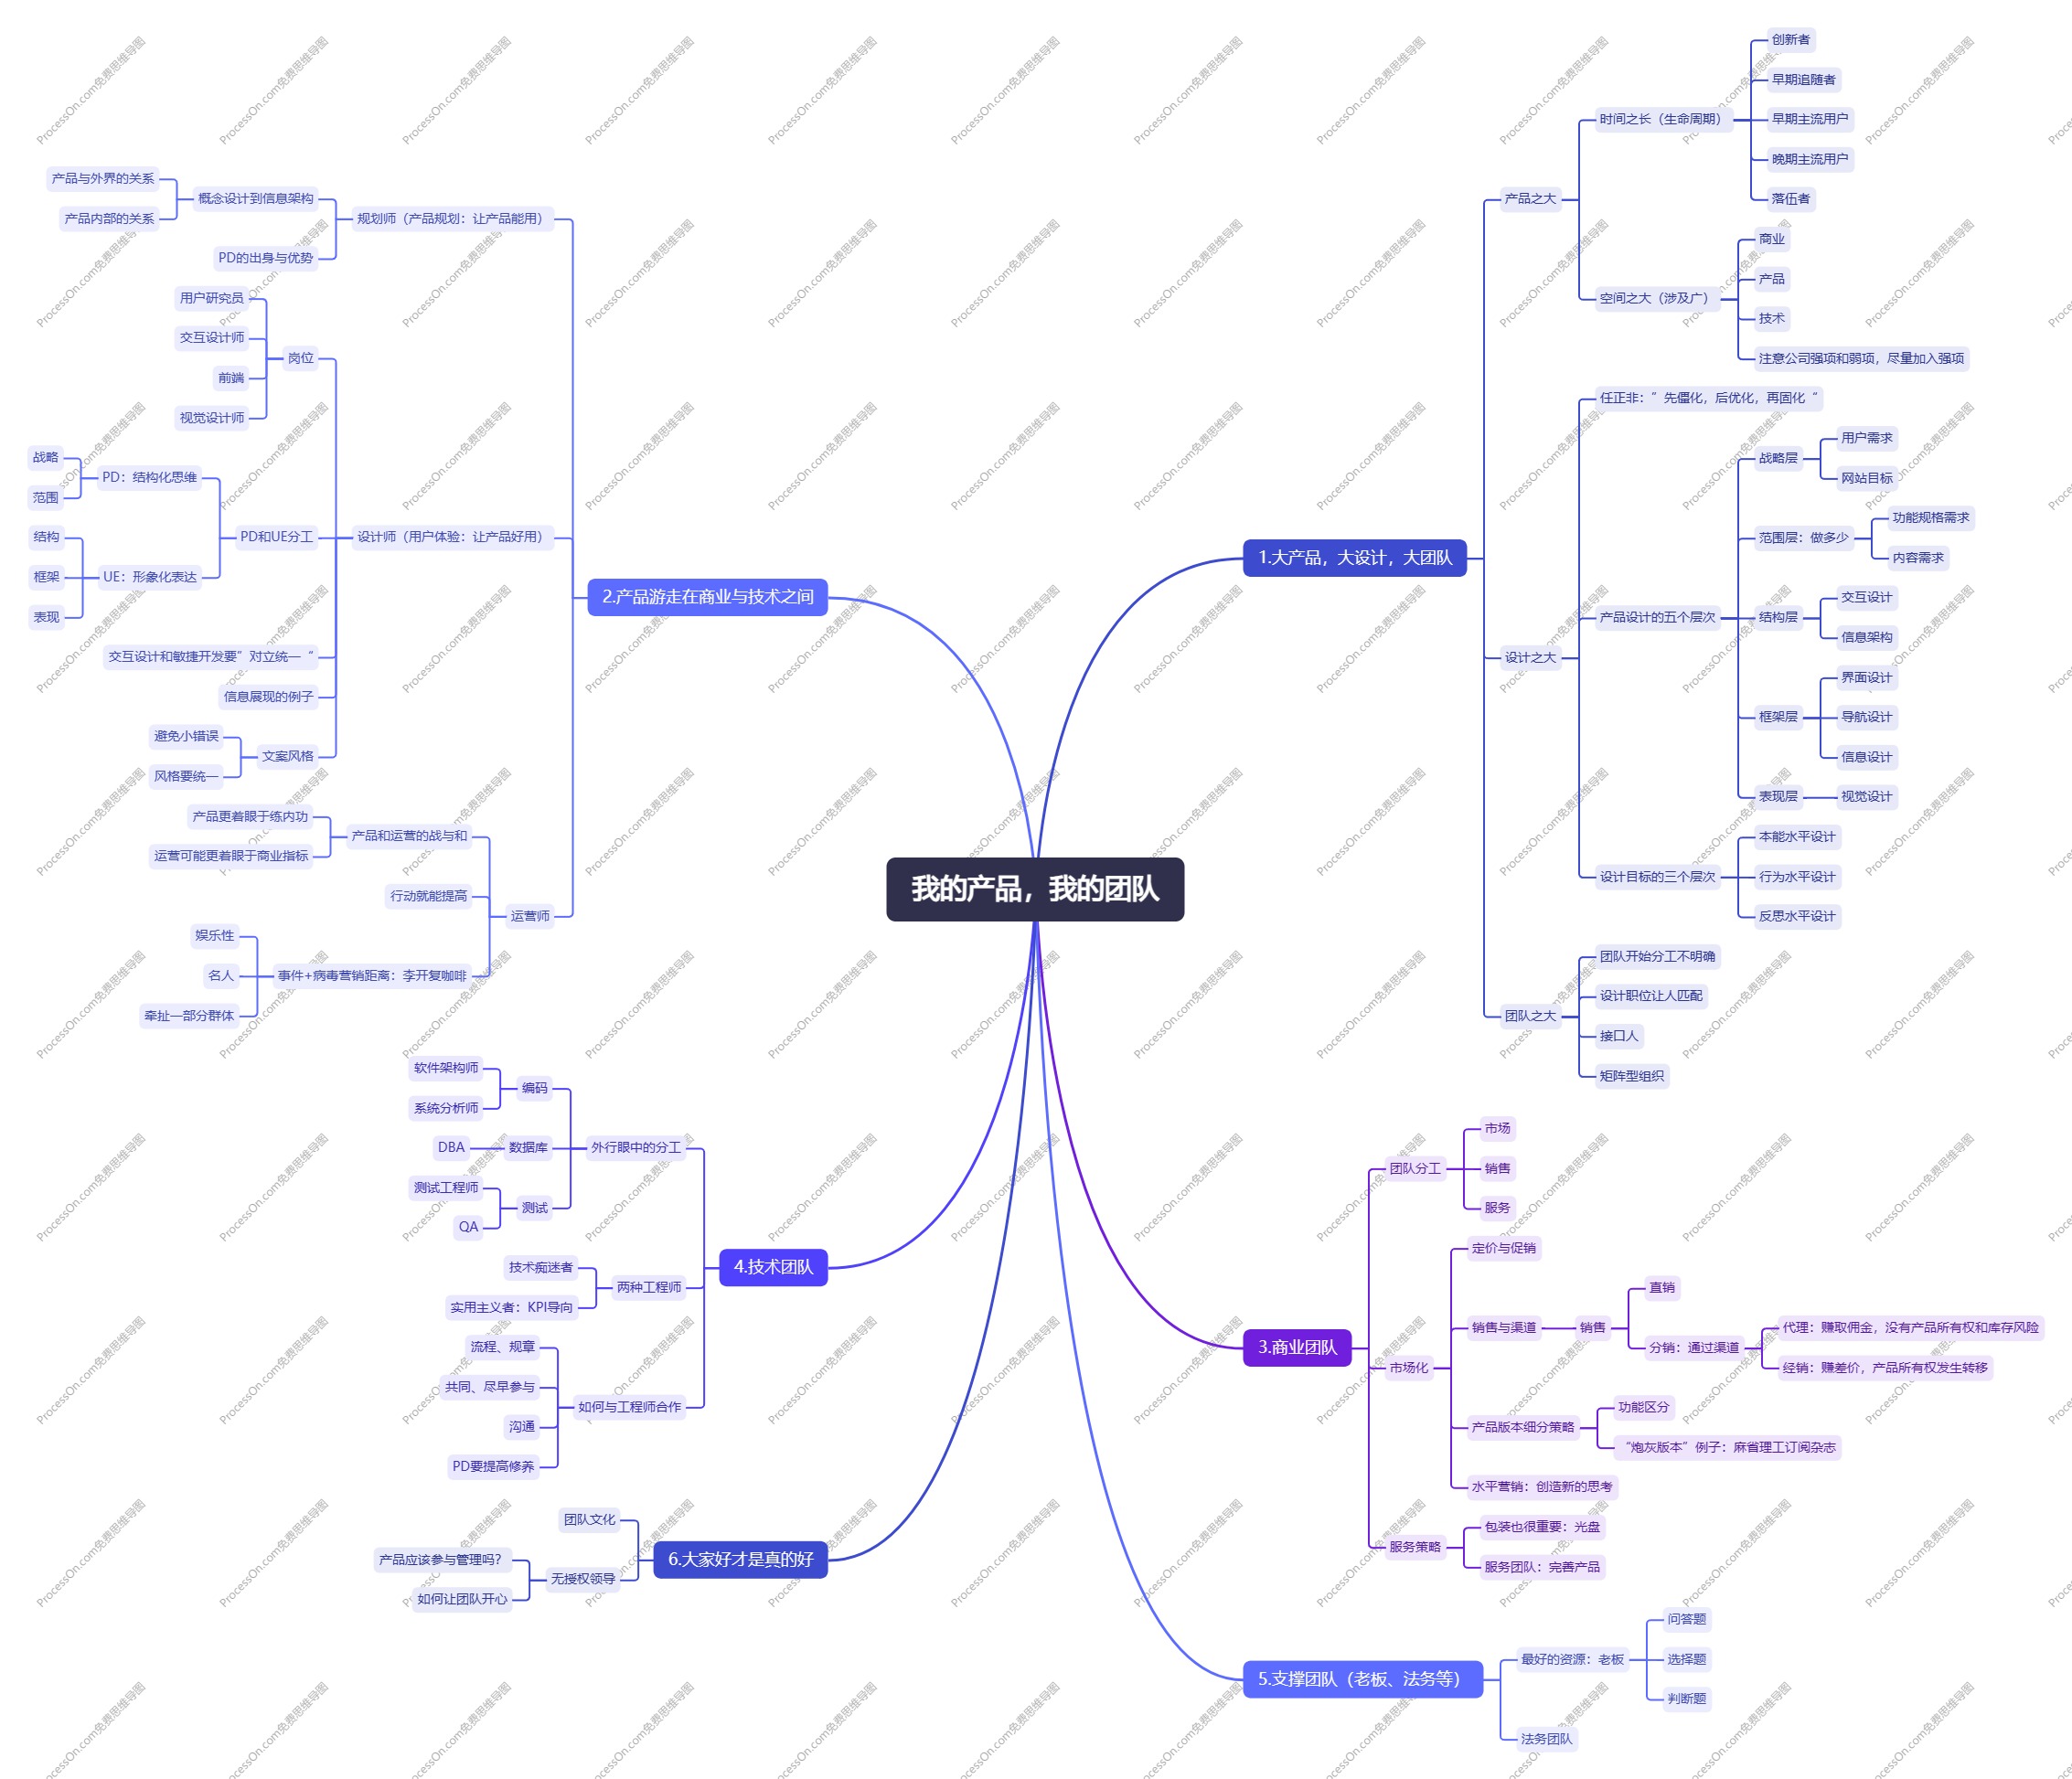 我的产品，我的团队
1.大产品，大设计，大团队
产品之大
时间之长（生命周期）
创新者
早期追随者
早期主流用户
晚期主流用户
落伍者
空间之大（涉及广）
商业
产品
技术
注意公司强项和弱项，尽量加入强项
设计之大
任正非：”先僵化，后优化，再固化“
产品设计的五个层次
战略层
用户需求
网站目标
范围层：做多少
功能规格需求
内容需求
结构层
交互设计
信息架构
框架层
界面设计
导航设计
信息设计
表现层
视觉设计
设计目标的三个层次
本能水平设计
行为水平设计
反思水平设计
团队之大
团队开始分工不明确
设计职位让人匹配
接口人
矩阵型组织
2.产品游走在商业与技术之间
规划师（产品规划：让产品能用）
概念设计到信息架构
产品与外界的关系
产品内部的关系
PD的出身与优势
设计师（用户体验：让产品好用）
岗位
用户研究员
交互设计师
前端
视觉设计师
PD和UE分工
PD：结构化思维
战略
范围
UE：形象化表达
结构
框架
表现
交互设计和敏捷开发要”对立统一“
信息展现的例子
文案风格
避免小错误
风格要统一
运营师
产品和运营的战与和
产品更着眼于练内功
运营可能更着眼于商业指标
行动就能提高
事件+病毒营销距离：李开复咖啡
娱乐性
名人
牵扯一部分群体
3.商业团队
团队分工
市场
销售
服务
市场化
定价与促销
销售与渠道
销售
直销
分销：通过渠道
代理：赚取佣金，没有产品所有权和库存风险
经销：赚差价，产品所有权发生转移
产品版本细分策略
功能区分
“炮灰版本”例子：麻省理工订阅杂志
水平营销：创造新的思考
服务策略
包装也很重要：光盘
服务团队：完善产品
4.技术团队
外行眼中的分工
编码
软件架构师
系统分析师
数据库
DBA
测试
测试工程师
QA
两种工程师
技术痴迷者
实用主义者：KPI导向
如何与工程师合作
流程、规章
共同、尽早参与
沟通
PD要提高修养
5.支撑团队（老板、法务等）
最好的资源：老板
问答题
选择题
判断题
法务团队
6.大家好才是真的好
团队文化
无授权领导
产品应该参与管理吗？
如何让团队开心
ProcessOn.com免费思维导图